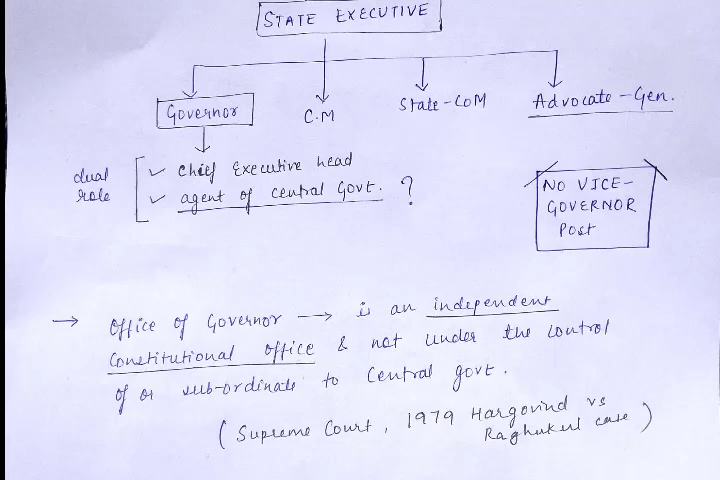 STATE EXECUTIVE
Governor
C.M
State-COM
Advocate-Gen.
dual
role
✓ chief Executive head
✓ agent of central Govt. ?
NO VICE-
GOVERNOR
Post
→ Office of Governor → is an independent
Constitutional office & not under the control
of or sub-ordinate to Central govt.
(Supreme Court, 1979 Hargovind vs
Raghukul case)